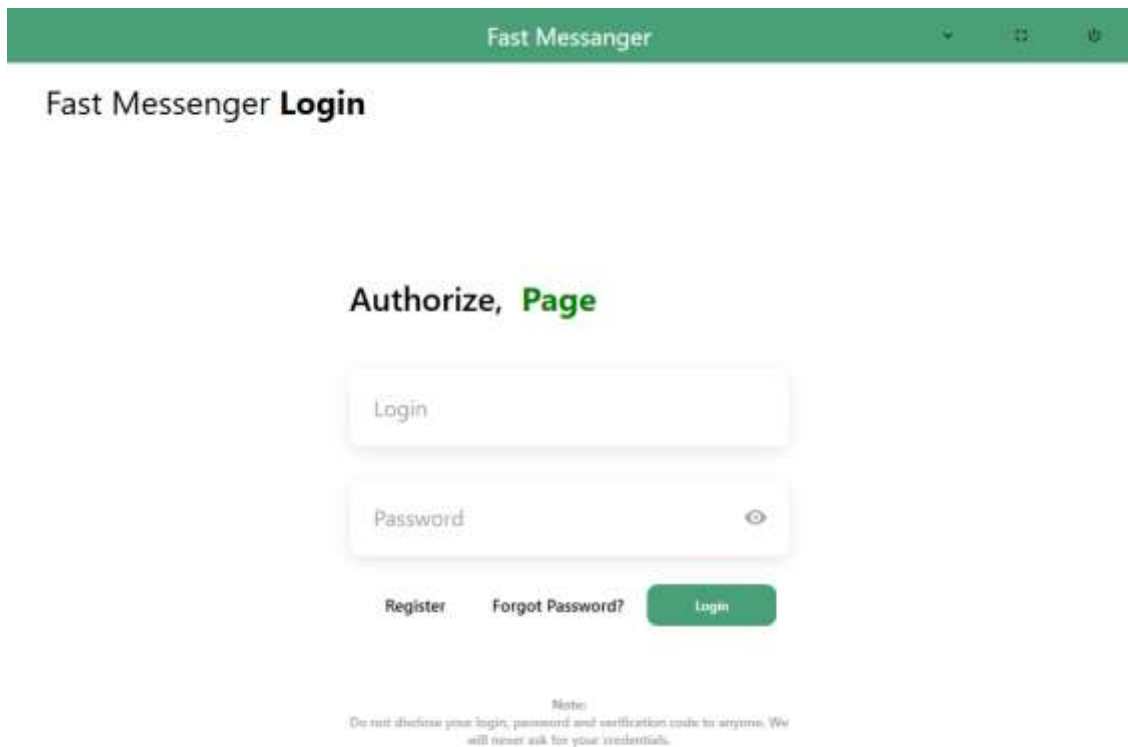 Fast Messanger
Fast Messenger Login
Authorize, Page
Login
Password
Register Forgot Password? Login
Note:
Do not disclose your login, password and verification code to anyone. We
will never ask for your credentials.